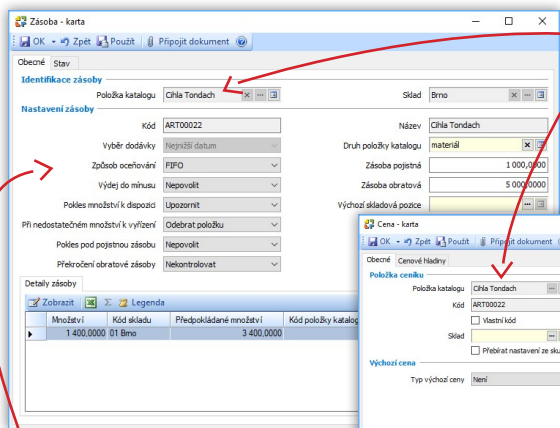 Zásoba - karta
OK Zpět Použít Připojit dokument
Obecné Stav
Identifikace zásoby
Položka katalogu Cihla Tondach Sklad Brno
Nastavení zásoby
Kód ART00022 Název Cihla Tondach
Vyběr dodávky Nejnižší datum Druh položky katalogu materiál
Způsob oceňování FIFO Zásoba pojistná 1 000,0000
Výdej do mínusu Nepovolit Zásoba obratová 5 000,0000
Pokles množství k dispozici Upozornit Výchozí skladová pozice
Při nedostatečném množství k vyřízení Odebrat položku
Pokles pod pojistnou zásobu Nepovolit
Překročení obratové zásoby Nekontrolovat
Detaily zásoby
Zobrazit Σ Legenda
Množství Kód skladu Předpokládané množství Kód položky katalog
1 400,0000 01 Brno 3 400,0000
Cena - karta
OK Zpět Použít Připojit dokument
Obecné Cenové hladiny
Položka ceníku
Položka katalogu Cihla Tondach
Kód ART00022
Vlastní kód
Sklad
Přebírat nastavení ze sku
Výchozí cena
Typ výchozí ceny Není